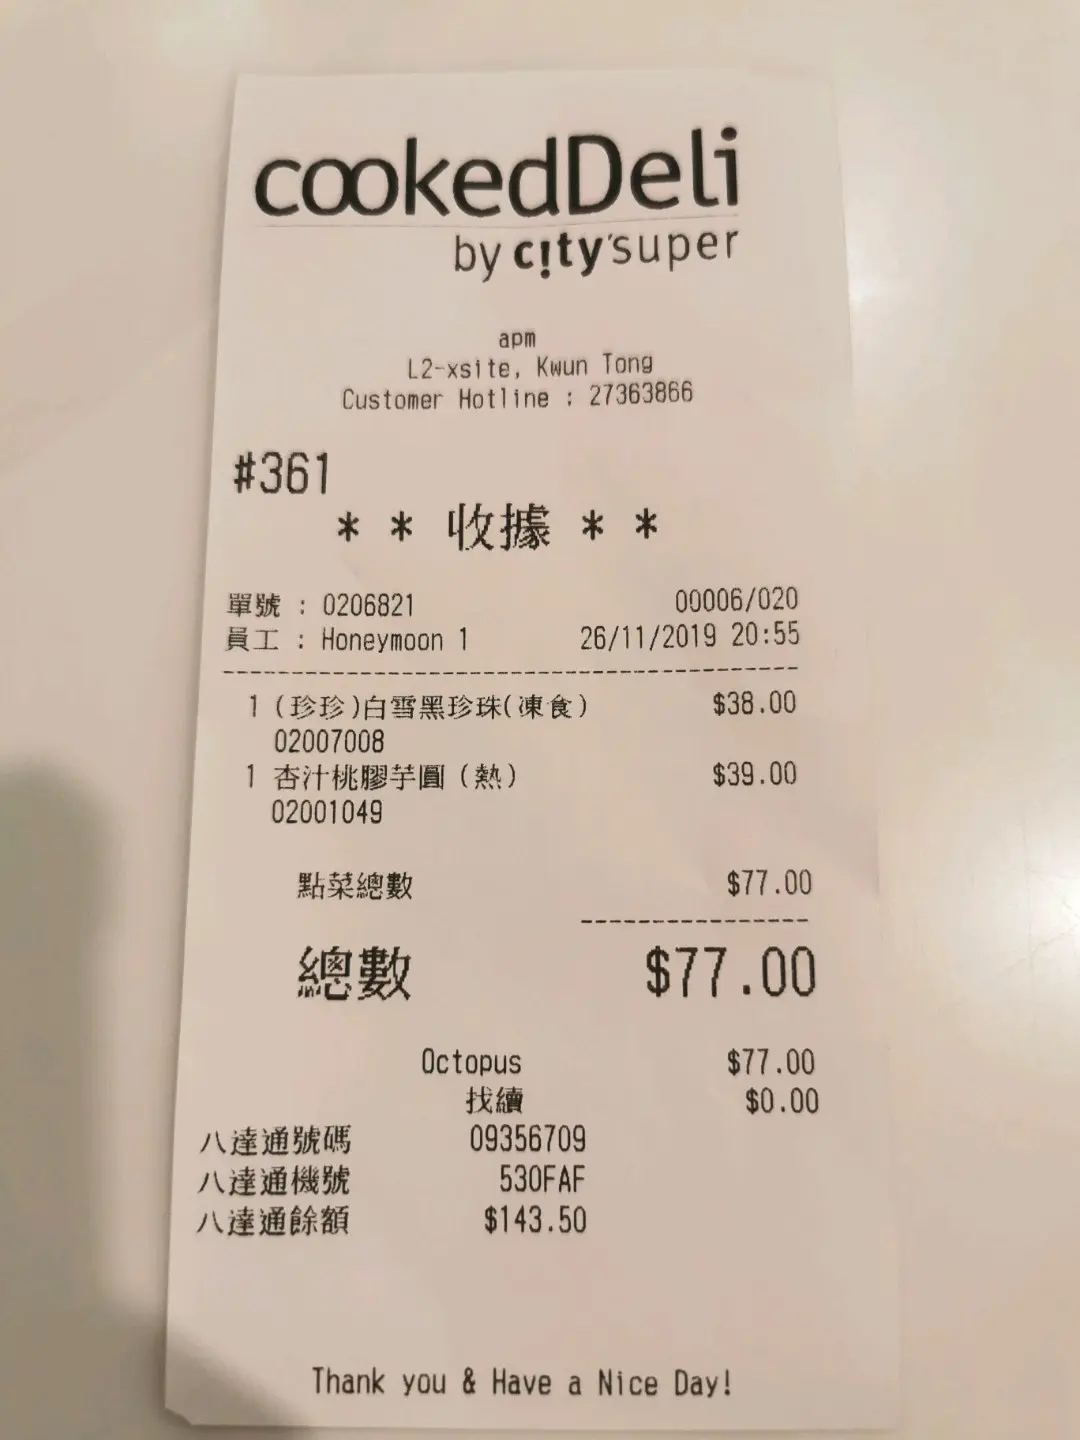 cookedDeli
by c!ty'super
apm
L2-xsite, Kwun Tong
Customer Hotline : 27363866
#361
* * 收據 * *
單號 : 0206821 00006/020
員工 : Honeymoon 1 26/11/2019 20:55
1 (珍珍)白雪黑珍珠(凍食) $38.00
02007008
1 杏汁桃膠芋圓 (熱) $39.00
02001049
點菜總數 $77.00
總數 $77.00
Octopus $77.00
找續 $0.00
八達通號碼 09356709
八達通機號 530FAF
八達通餘額 $143.50
Thank you & Have a Nice Day!